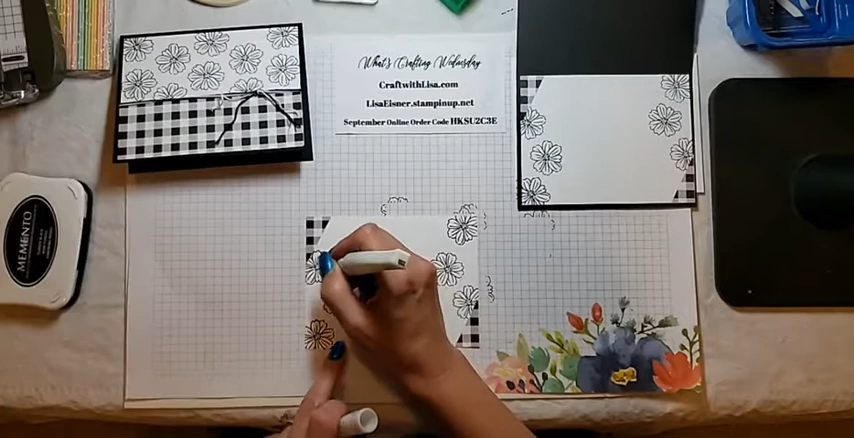 What's Crafting Wednesday
CraftwithLisa.com
LisaEisner.stampinup.net
September Online Order Code HKSU2C3E
MEMENTO